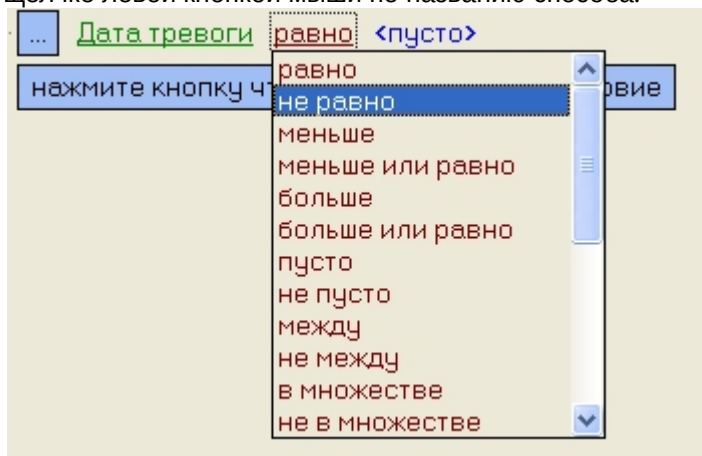 щелчке левой кнопкой мыши по названию способа.
... Дата тревоги равно <пусто>
равно
нажмите кнопку
не равно
меньше
меньше или равно
больше
больше или равно
пусто
не пусто
между
не между
в множестве
не в множестве